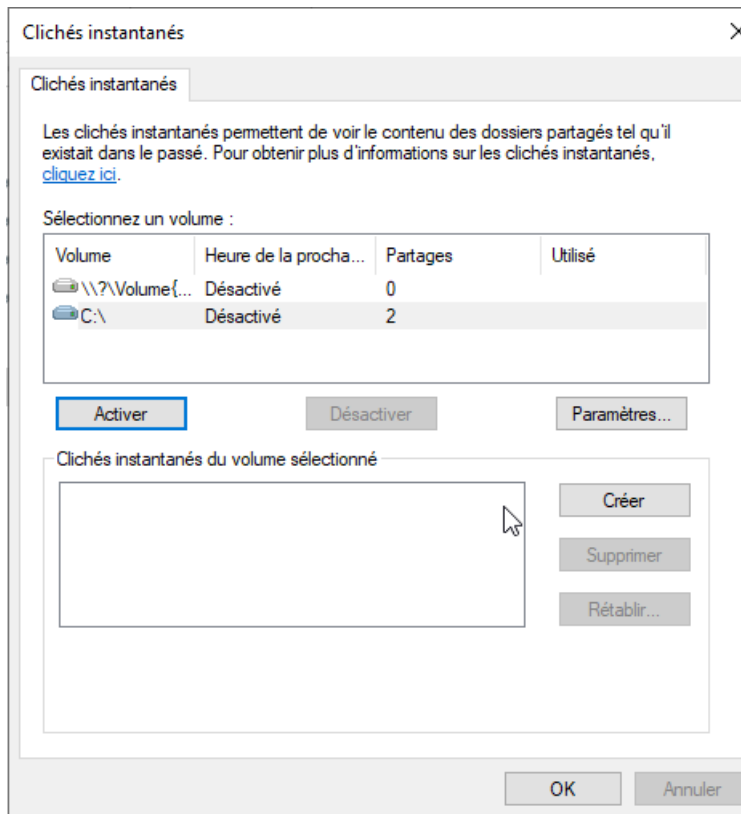 Clichés instantanés
Clichés instantanés
Les clichés instantanés permettent de voir le contenu des dossiers partagés tel qu'il
existait dans le passé. Pour obtenir plus d'informations sur les clichés instantanés,
cliquez ici.
Sélectionnez un volume :
Volume Heure de la procha... Partages Utilisé
\\?\Volume{... Désactivé 0
C:\ Désactivé 2
Activer Désactiver Paramètres...
Clichés instantanés du volume sélectionné
Créer
Supprimer
Rétablir...
OK Annuler